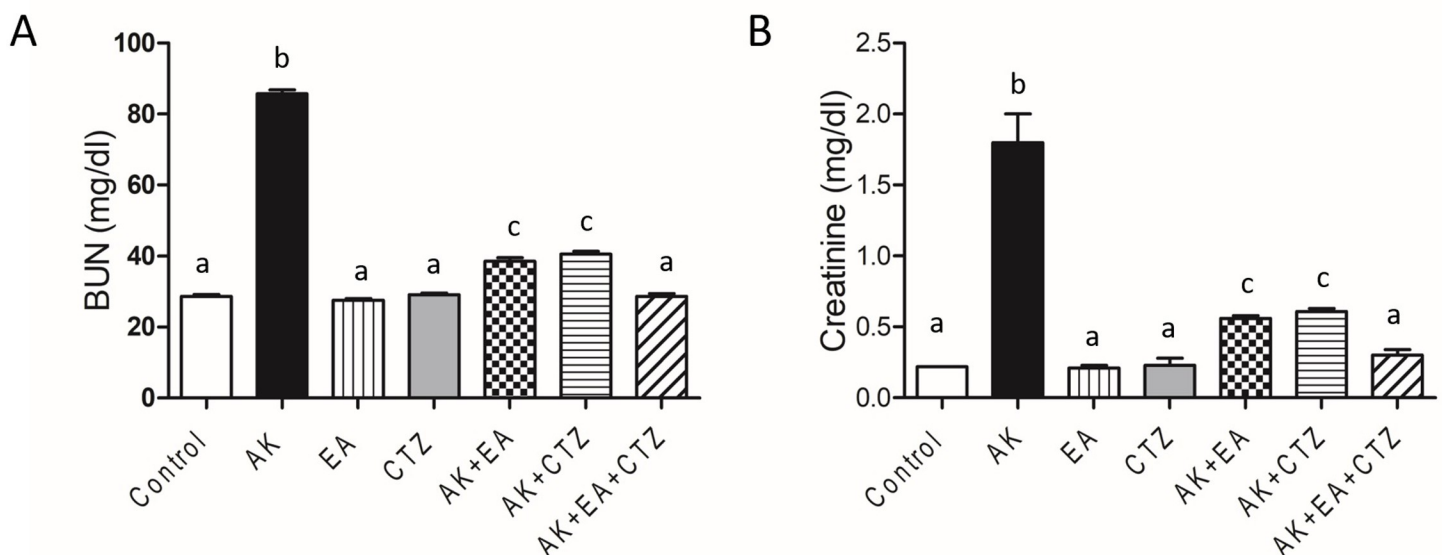 A
BUN (mg/dl)
100
80
60
40
20
0
a
b
a
a
c
c
a
Control
AK
EA
CTZ
AK+EA
AK+CTZ
AK+EA+CTZ
B
Creatinine (mg/dl)
2.5
2.0
1.5
1.0
0.5
0.0
a
b
a
a
c
c
a
Control
AK
EA
CTZ
AK+EA
AK+CTZ
AK+EA+CTZ